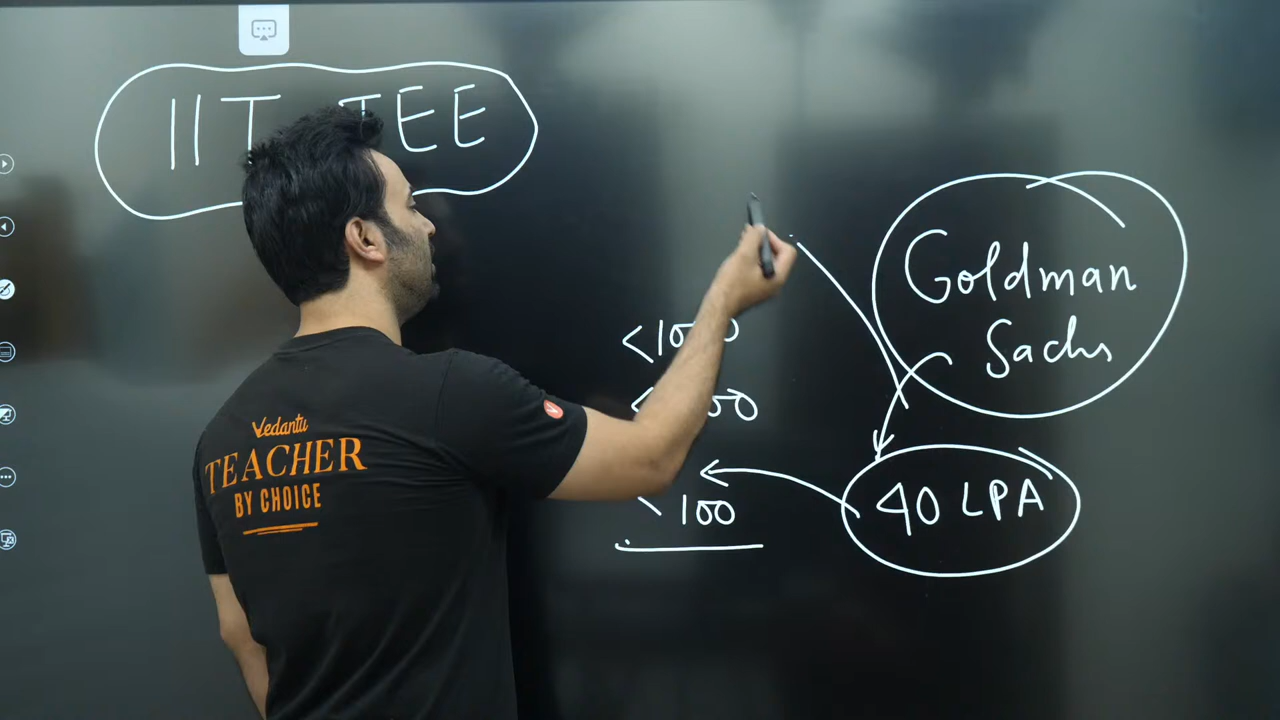 IIT JEE
Goldman
Sachs
40 LPA
100
Vedantu
TEACHER
BY CHOICE